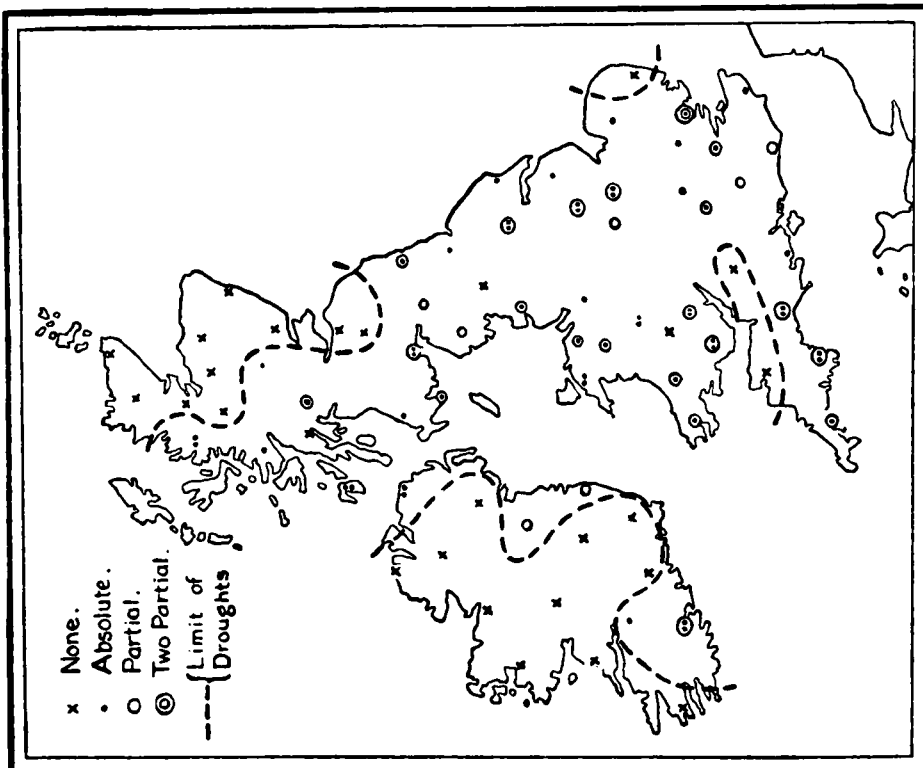 x None.
• Absolute.
○ Partial.
◎ Two Partial.
Limit of
Droughts